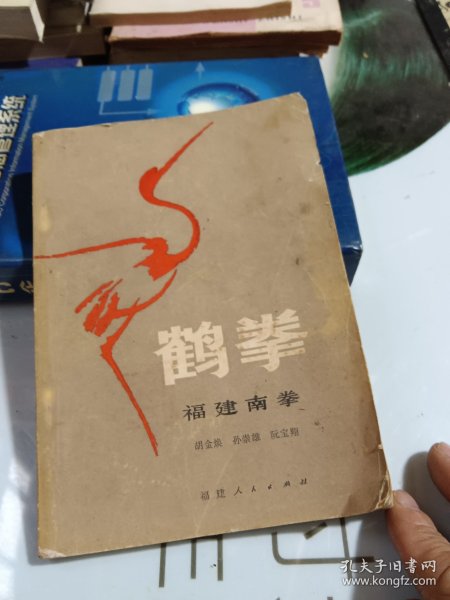 鹤拳
福建南拳
胡金焕 孙崇雄 阮宝翔
福建人民出版社
孔夫子旧书网
www.kongfz.com